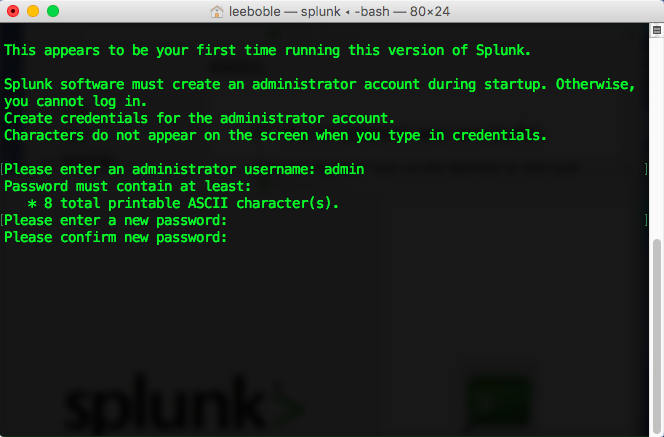 leeboble — splunk ◂ -bash — 80×24
This appears to be your first time running this version of Splunk.
Splunk software must create an administrator account during startup. Otherwise,
you cannot log in.
Create credentials for the administrator account.
Characters do not appear on the screen when you type in credentials.
[Please enter an administrator username: admin ]
Password must contain at least:
* 8 total printable ASCII character(s).
[Please enter a new password: ]
Please confirm new password:
splunk>